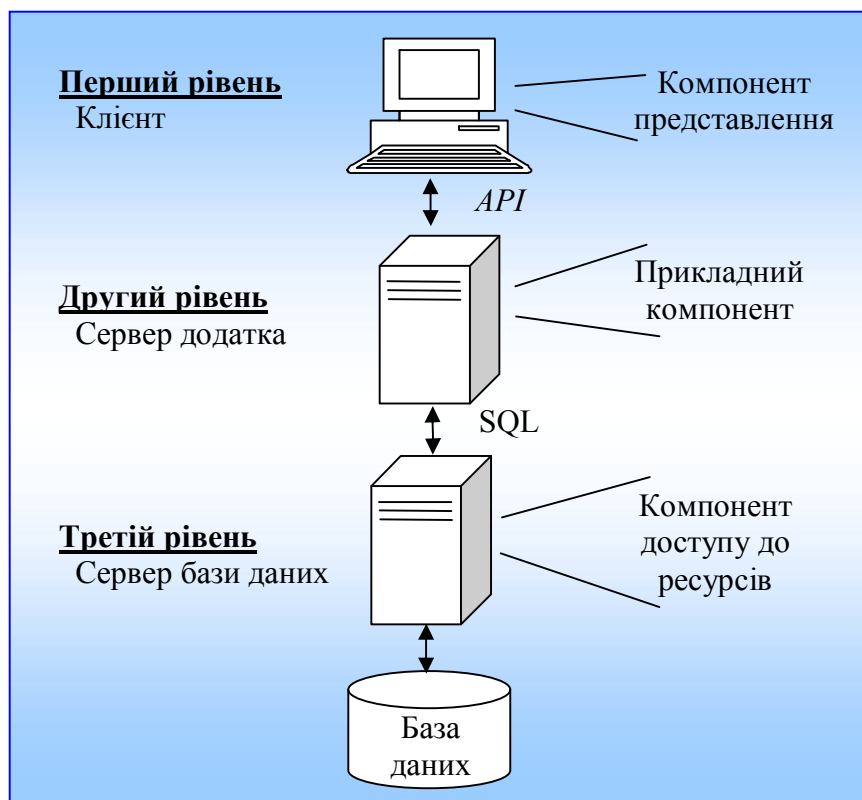 Перший рівень
Клієнт
Компонент
представлення
API
Другий рівень
Сервер додатка
Прикладний
компонент
SQL
Третій рівень
Сервер бази даних
Компонент
доступу до
ресурсів
База
даних